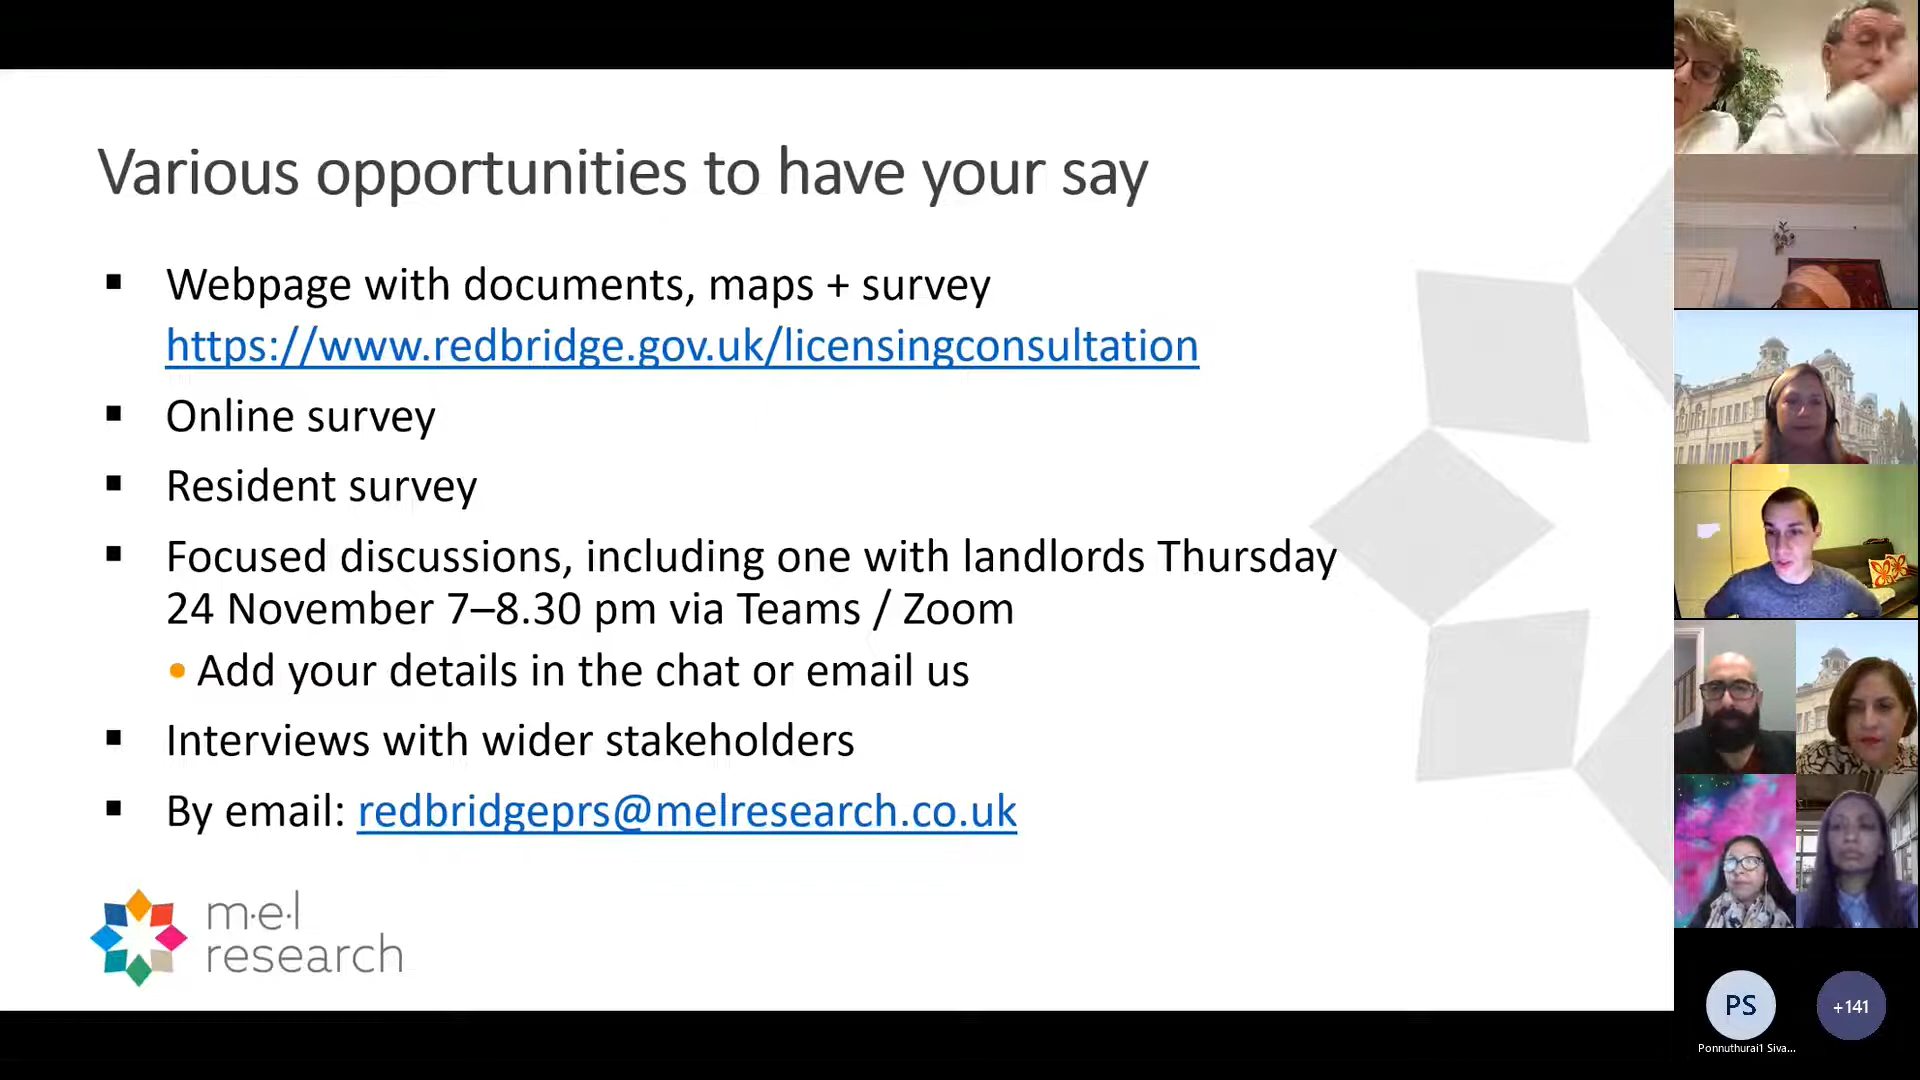 Various opportunities to have your say
Webpage with documents, maps + survey
https://www.redbridge.gov.uk/licensingconsultation
Online survey
Resident survey
Focused discussions, including one with landlords Thursday
24 November 7–8.30 pm via Teams / Zoom
Add your details in the chat or email us
Interviews with wider stakeholders
By email: redbridgeprs@melresearch.co.uk
m·e·l
research
PS
+141
Ponnuthurai1 Siva...